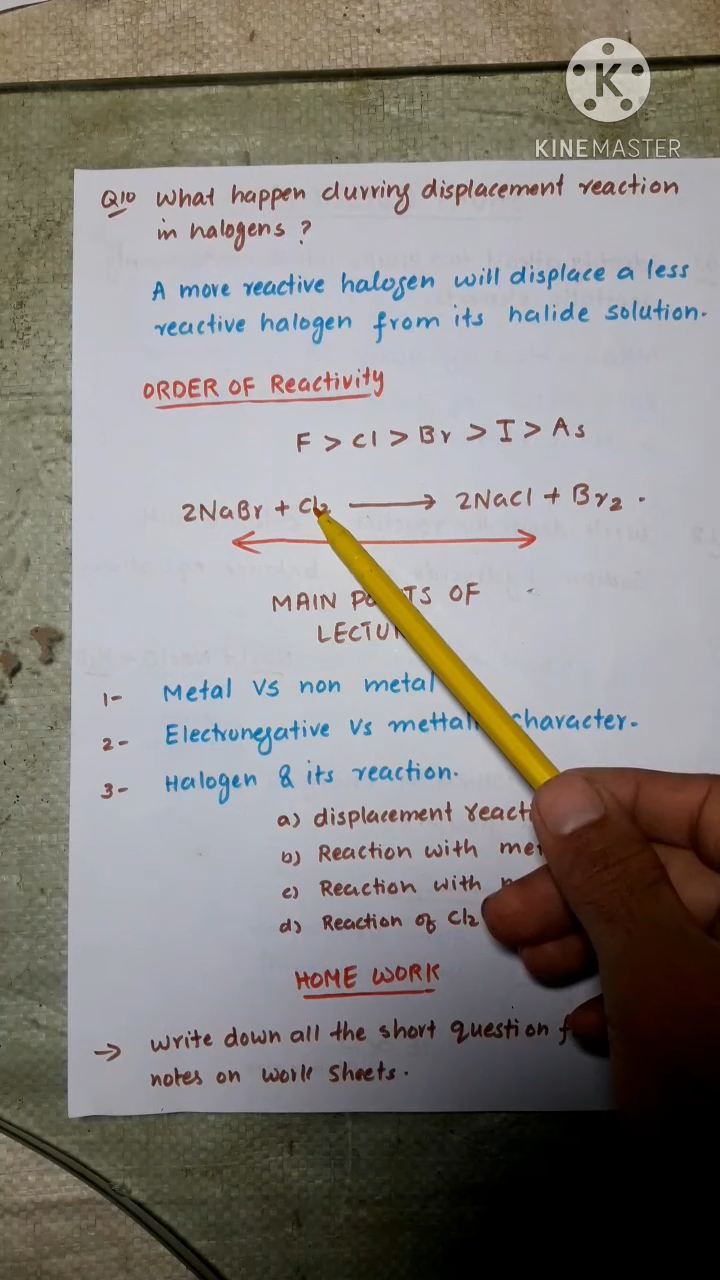 K
KINEMASTER
Q10 What happen durring displacement reaction
in halogens ?
A more reactive halogen will displace a less
reactive halogen from its halide solution.
ORDER OF Reactivity
F > Cl > Br > I > As
2NaBr + Cl2 → 2NaCl + Br2 .
MAIN OF
1- Metal VS non metal
2- Electronegative Vs character.
3- Halogen & its reaction.
a) displacement
b) Reaction with
c) Reaction with
d) Reaction of Cl2
HOME WORK
→ Write down all the short question
notes on work sheets.